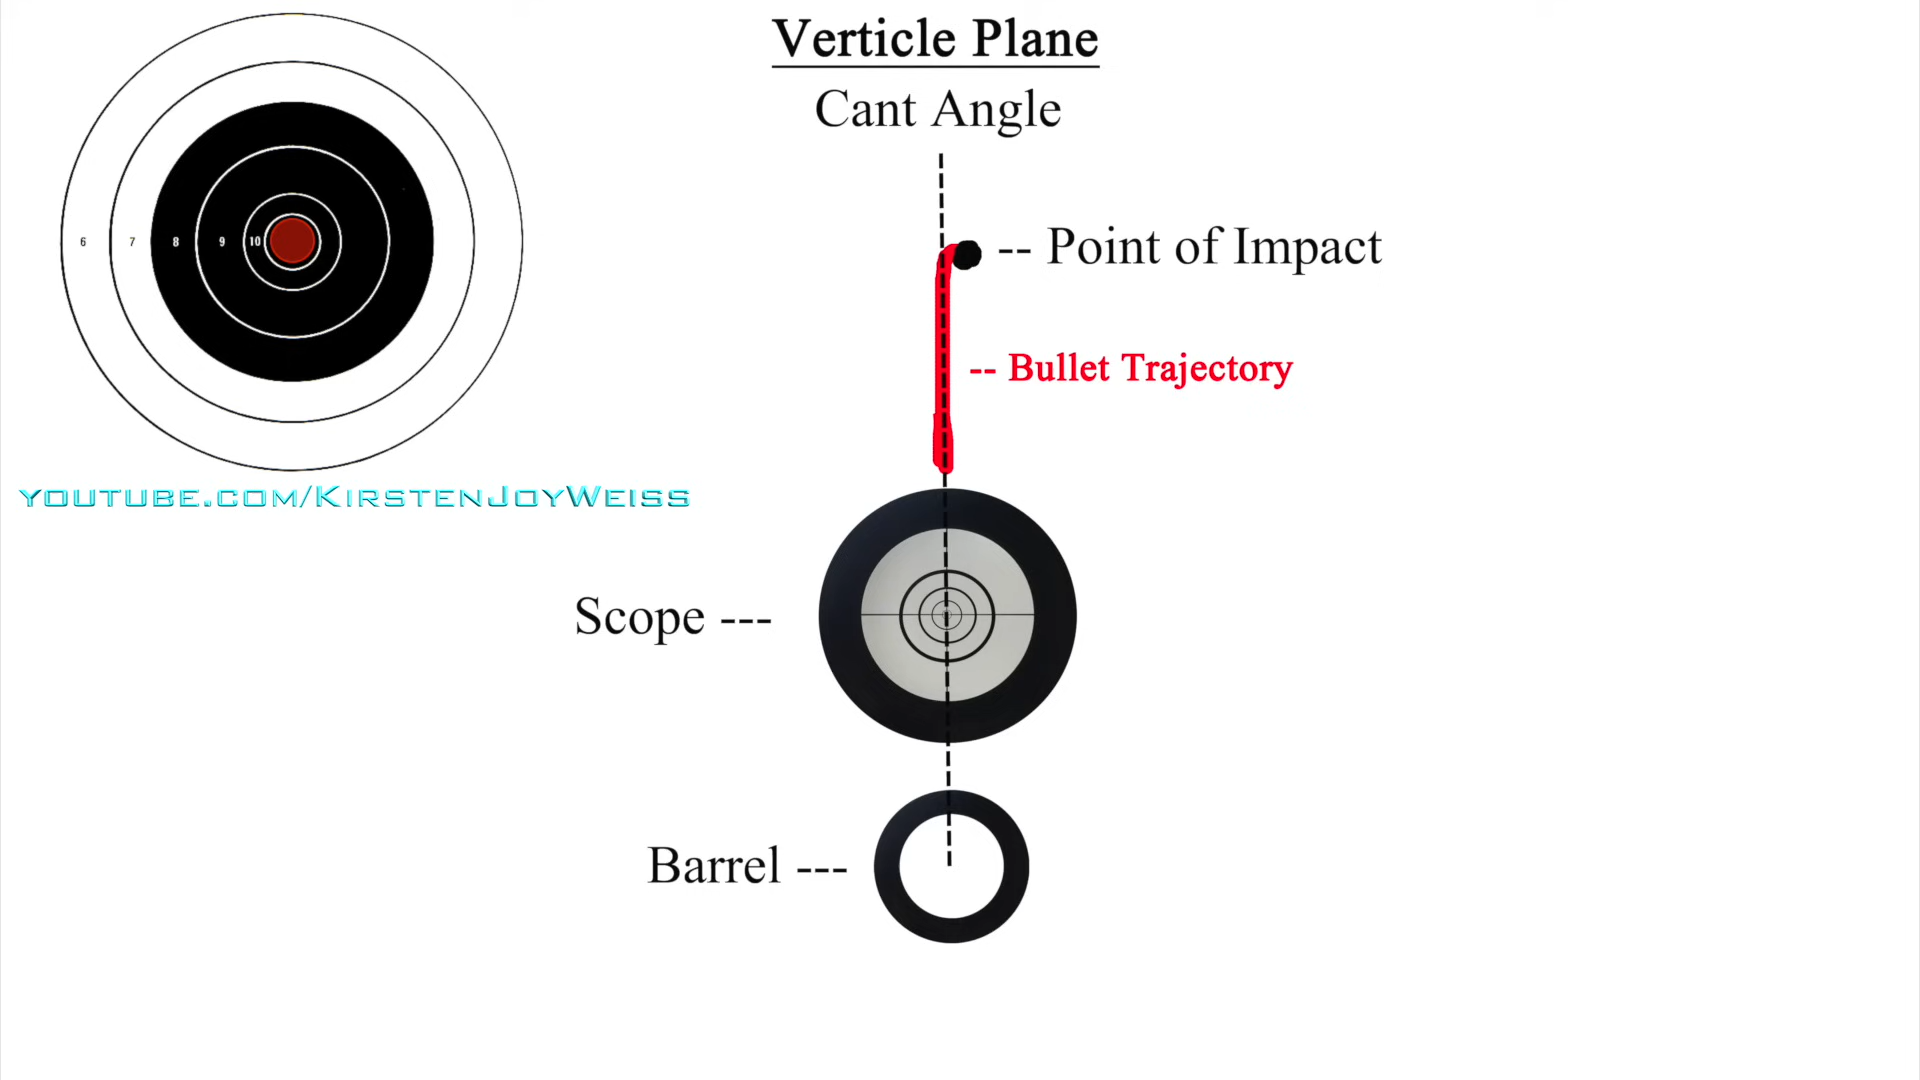 Verticle Plane
Cant Angle
6 7 8 9 10
-- Point of Impact
-- Bullet Trajectory
YOUTUBE.COM/KIRSTENJOYWEISS
Scope ---
Barrel ---